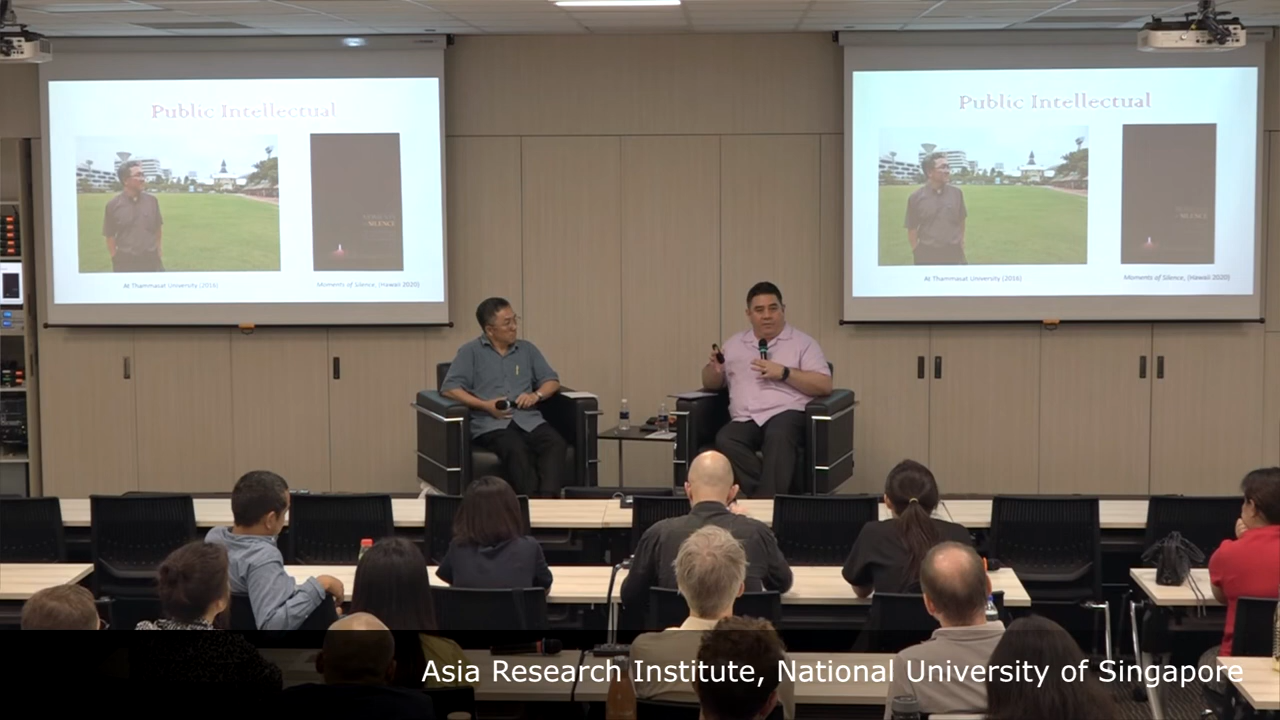 Public Intellectual
At Thammasat University (2016)
Moments of Silence, (Hawaii 2020)
Public Intellectual
SILENCE
At Thammasat University (2016)
Moments of Silence, (Hawaii 2020)
Asia Research Institute, National University of Singapore